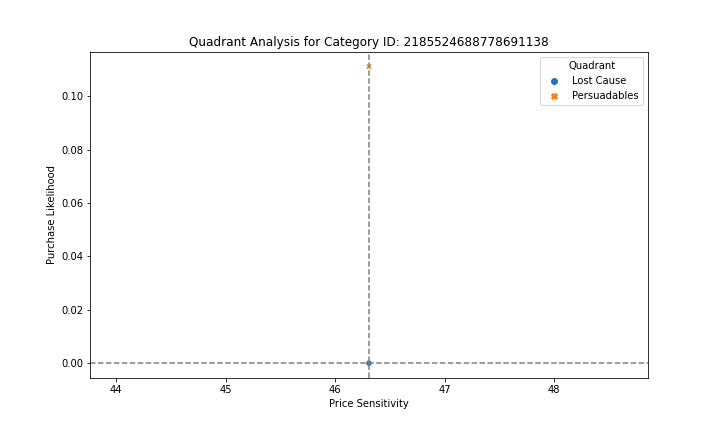 Quadrant Analysis for Category ID: 2185524688778691138
Quadrant
Lost Cause
Persuadables
Purchase Likelihood
0.10
0.08
0.06
0.04
0.02
0.00
44 45 46 47 48
Price Sensitivity